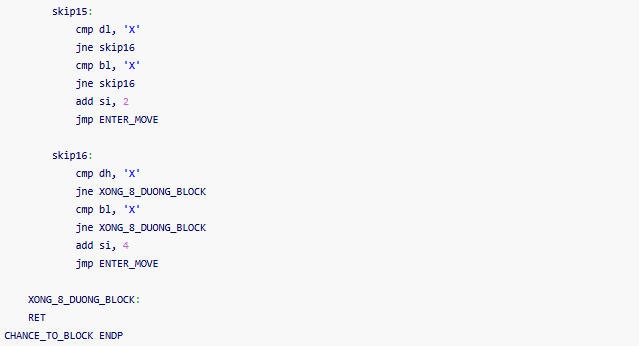 skip15:
cmp dl, 'X'
jne skip16
cmp bl, 'X'
jne skip16
add si, 2
jmp ENTER_MOVE
skip16:
cmp dh, 'X'
jne XONG_8_DUONG_BLOCK
cmp bl, 'X'
jne XONG_8_DUONG_BLOCK
add si, 4
jmp ENTER_MOVE
XONG_8_DUONG_BLOCK:
RET
CHANCE_TO_BLOCK ENDP